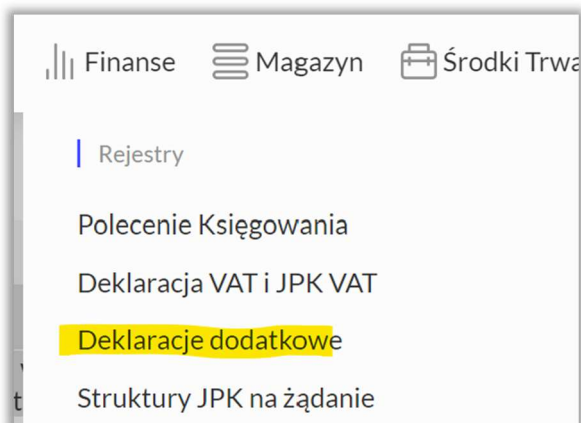 Finanse Magazyn Środki Trwa
Rejestry
Polecenie Księgowania
Deklaracja VAT i JPK VAT
Deklaracje dodatkowe
Struktury JPK na żądanie